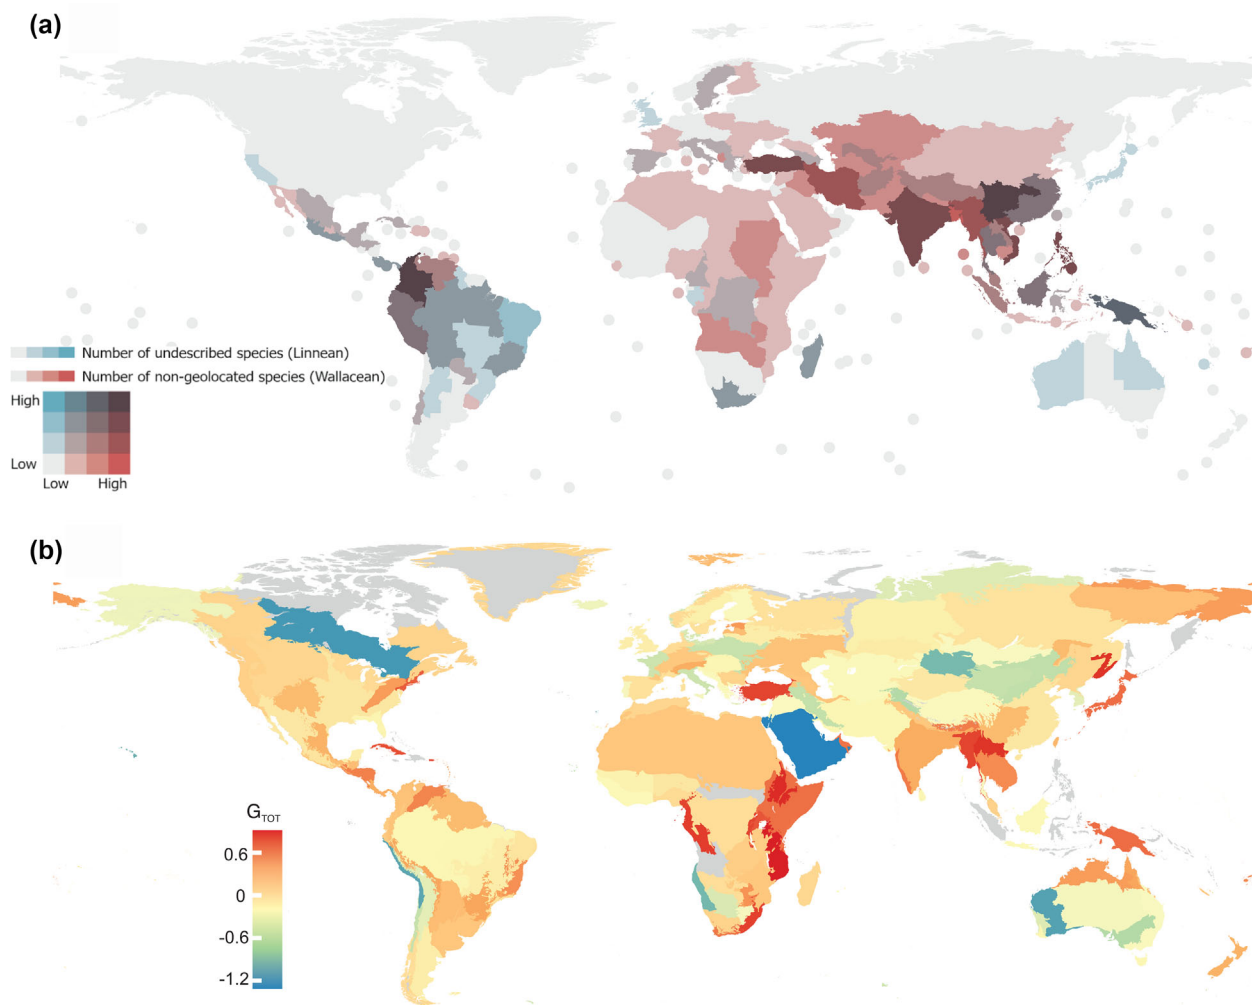 (a)
Number of undescribed species (Linnean)
Number of non-geolocated species (Wallacean)
High
Low
Low High
(b)
G TOT
0.6
0
-0.6
-1.2